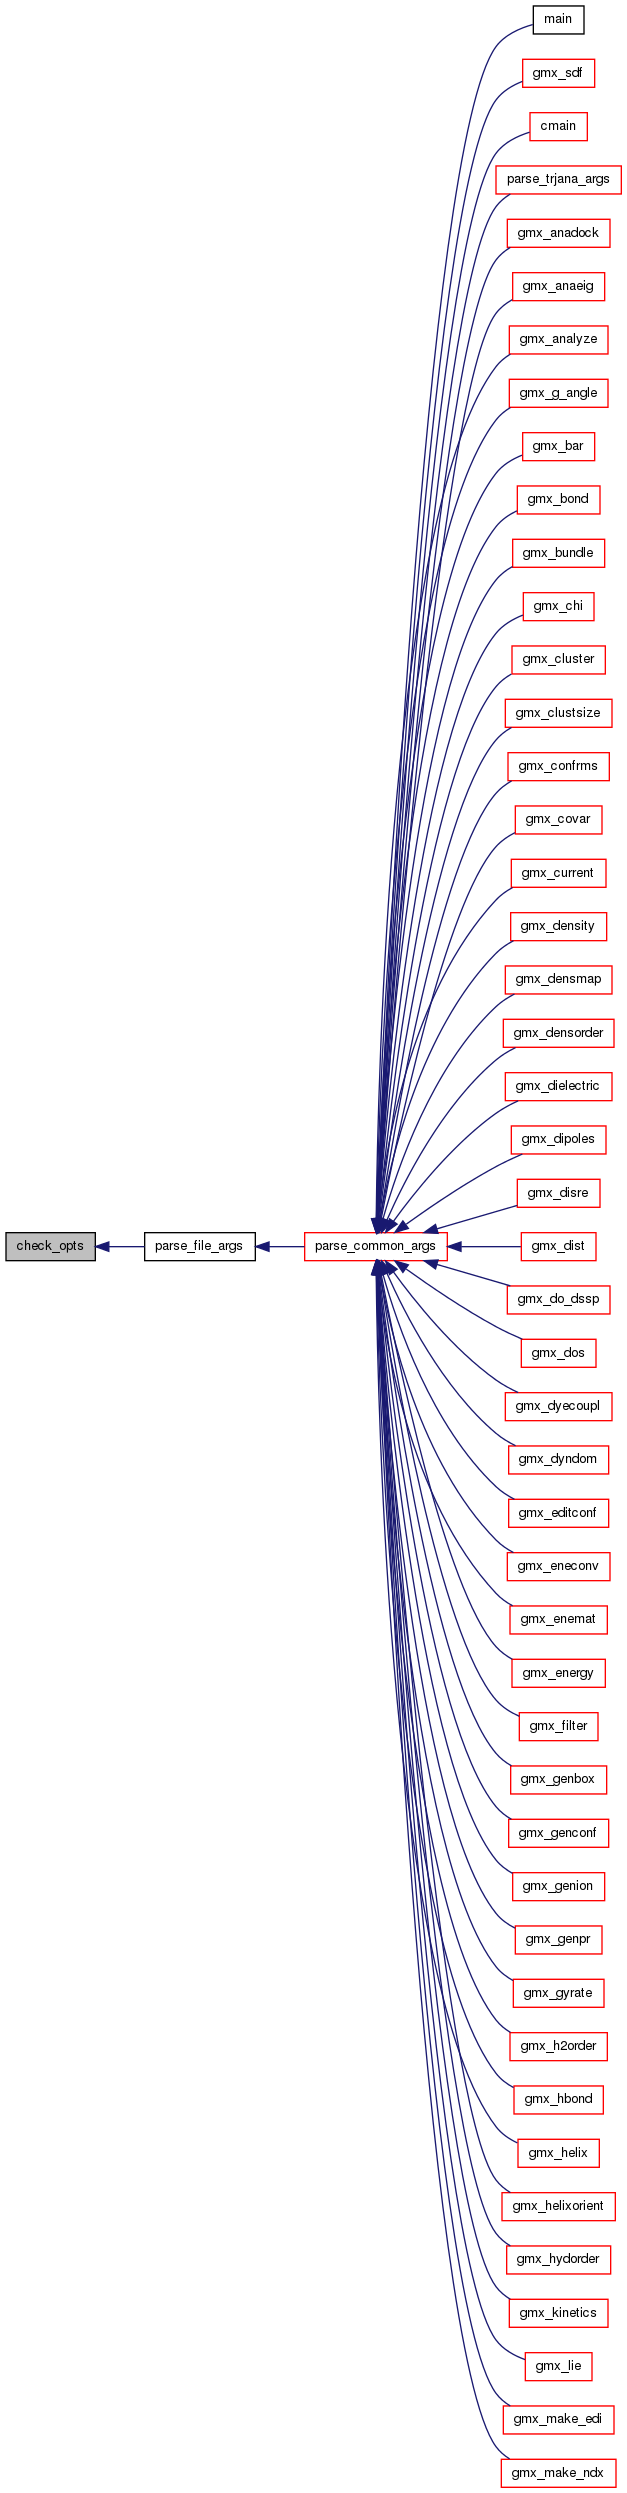 main
gmx_sdf
cmain
parse_trjana_args
gmx_anadock
gmx_anaeig
gmx_analyze
gmx_g_angle
gmx_bar
gmx_bond
gmx_bundle
gmx_chi
gmx_cluster
gmx_clustsize
gmx_confrms
gmx_covar
gmx_current
gmx_density
gmx_densmap
gmx_densorder
gmx_dielectric
gmx_dipoles
gmx_disre
check_opts parse_file_args parse_common_args gmx_dist
gmx_do_dssp
gmx_dos
gmx_dyecoupl
gmx_dyndom
gmx_editconf
gmx_eneconv
gmx_enemat
gmx_energy
gmx_filter
gmx_genbox
gmx_genconf
gmx_genion
gmx_genpr
gmx_gyrate
gmx_h2order
gmx_hbond
gmx_helix
gmx_helixorient
gmx_hydorder
gmx_kinetics
gmx_lie
gmx_make_edi
gmx_make_ndx